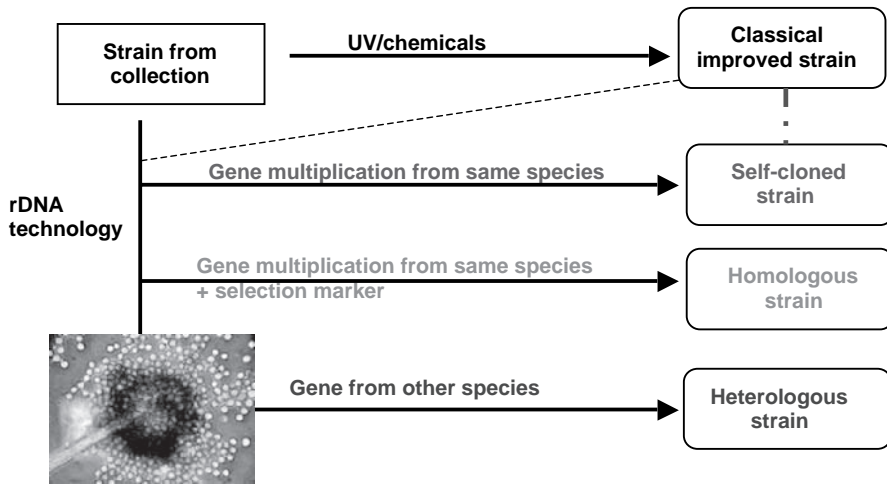 Strain from
collection
UV/chemicals
Classical
improved strain
Gene multiplication from same species
Self-cloned
strain
rDNA
technology
Gene multiplication from same species
+ selection marker
Homologous
strain
Gene from other species
Heterologous
strain